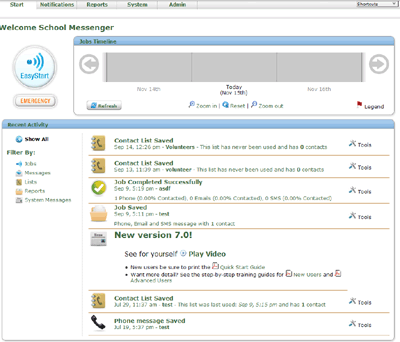 Start Notifications Reports System Admin Shortcuts
Welcome School Messenger
Jobs Timeline
EasyStart
EMERGENCY
Nov 14th Today Nov 16th
(Nov 15th)
Refresh Zoom in | Reset | Zoom out Legend
Recent Activity
Show All
Filter By:
Jobs
Messages
Lists
Reports
System Messages
Contact List Saved
Sep 14, 12:26 pm - Volunteers - This list has never been used and has 0 contacts Tools
Contact List Saved
Sep 13, 11:39 pm - volunteer - This list has never been used and has 0 contacts Tools
Job Completed Successfully
Sep 9, 5:15 pm - asdf Tools
1 Phone (0.00% Contacted), 0 Emails (0.00% Contacted), 0 SMS (0.00% Contacted)
Job Saved
Sep 9, 5:11 pm - test Tools
Phone, Email and SMS message with 1 contact
New version 7.0!
See for yourself Play Video
New users be sure to print the Quick Start Guide
Want more detail? See the step-by-step training guides for New Users and
Advanced Users
Contact List Saved
Jul 29, 11:37 am - test - This list was last used: Sep 9, 5:15 pm and has 1 contact Tools
Phone message Saved
Jul 19, 5:37 pm - test Tools